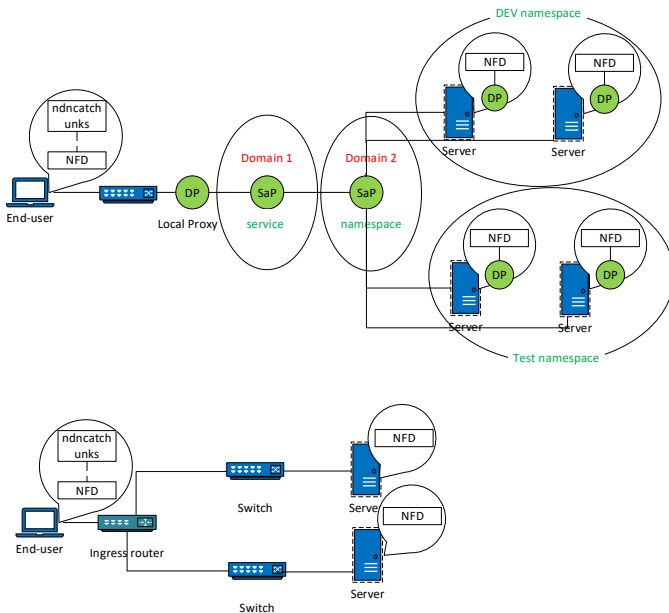 DEV namespace
NFD
NFD
DP
DP
Server
Server
ndncatch
unks
NFD
End-user
DP
Local Proxy
Domain 1
SaP
service
Domain 2
SaP
namespace
NFD
NFD
DP
DP
Server
Server
Test namespace
ndncatch
unks
NFD
End-user
Ingress router
Switch
NFD
Server
NFD
Switch
Server